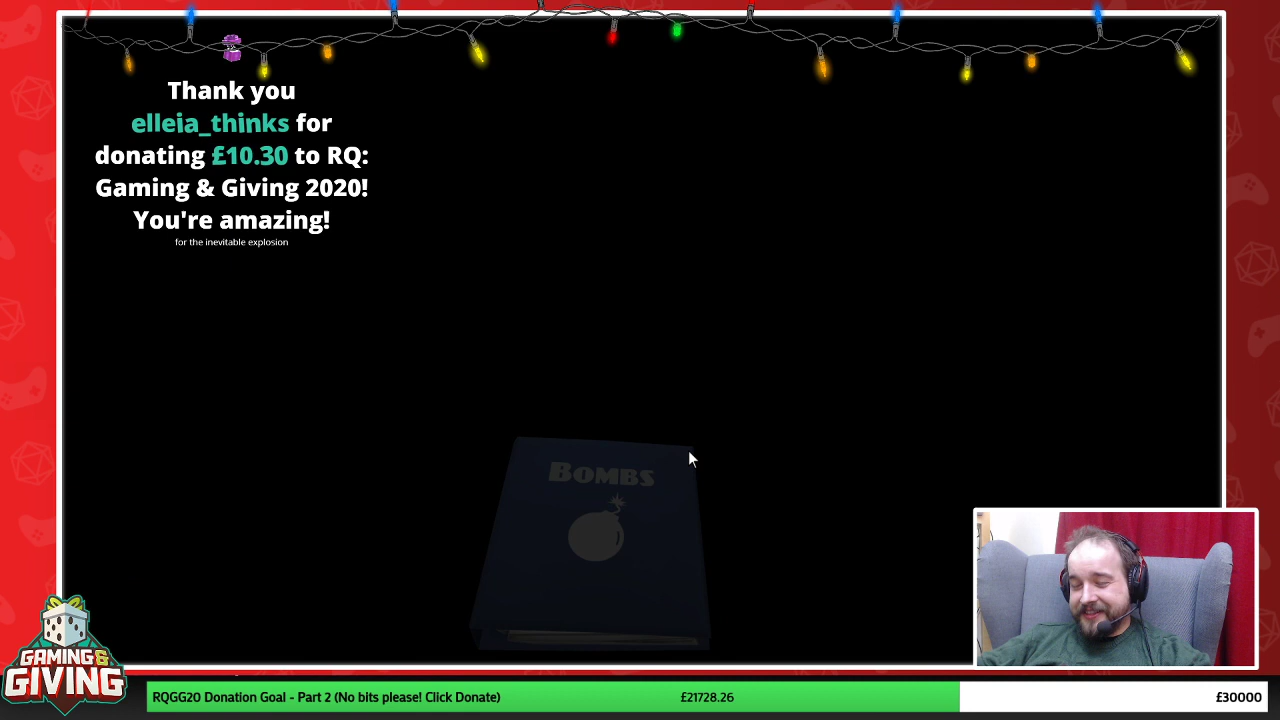 Thank you
elleia_thinks for
donating £10.30 to RQ:
Gaming & Giving 2020!
You're amazing!
for the inevitable explosion
BOMBS
GAMING &
GIVING
RQGG20 Donation Goal - Part 2 (No bits please! Click Donate) £21728.26 £30000